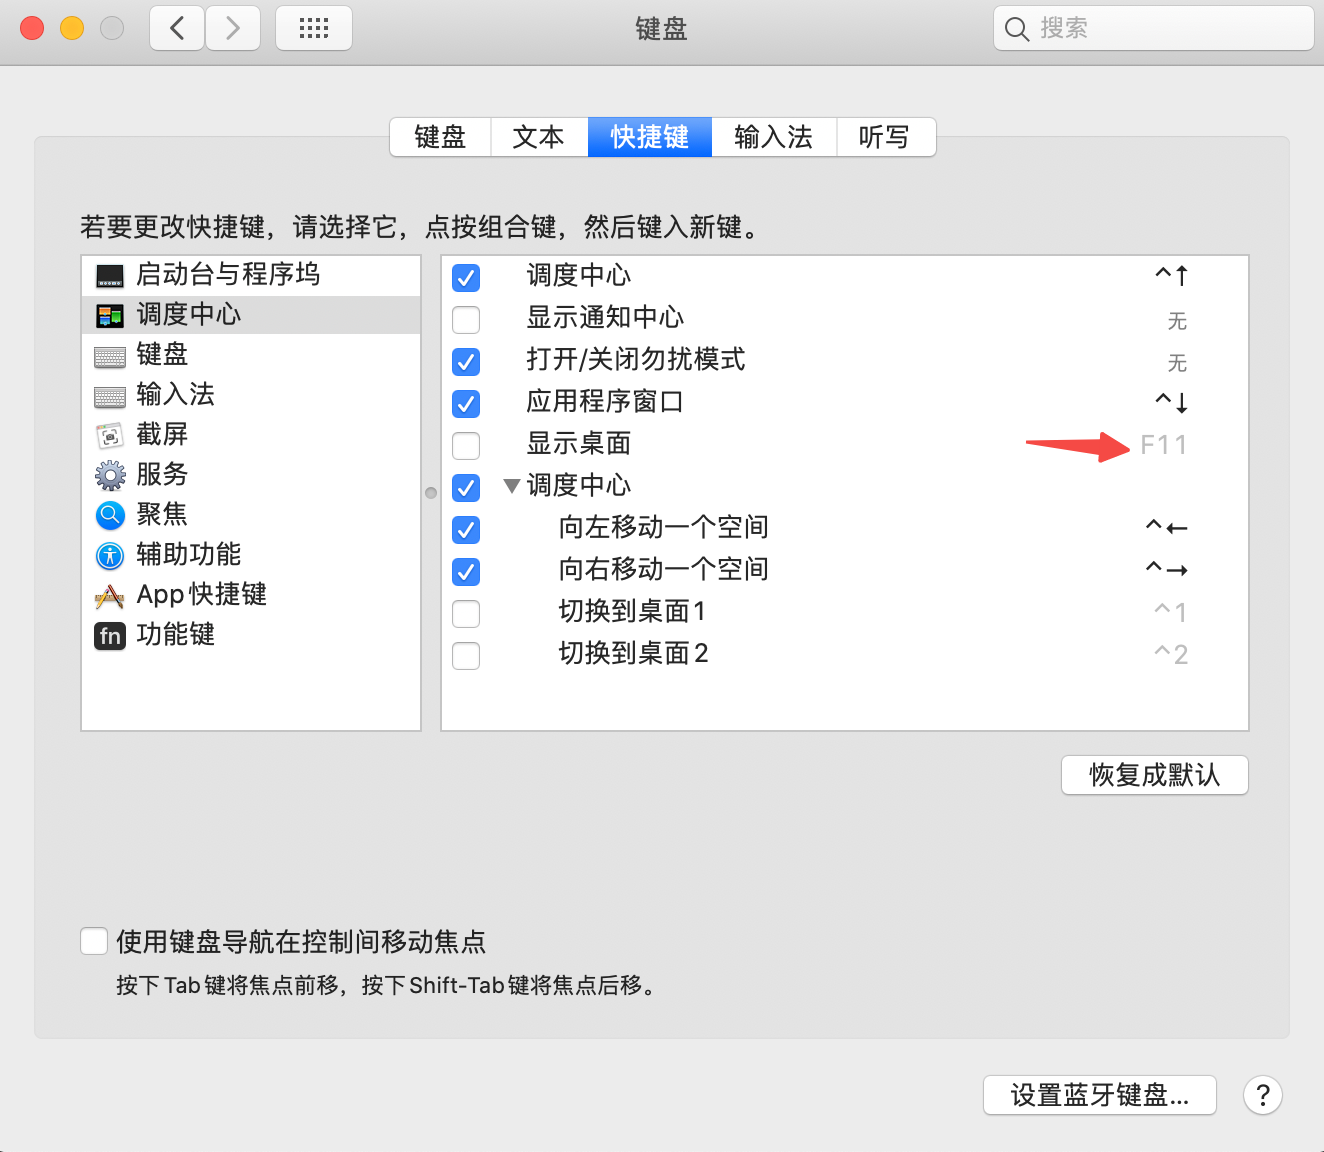 键盘
搜索
键盘 文本 快捷键 输入法 听写
若要更改快捷键，请选择它，点按组合键，然后键入新键。
启动台与程序坞
调度中心
键盘
输入法
截屏
服务
聚焦
辅助功能
App 快捷键
fn 功能键
调度中心 ^↑
显示通知中心 无
打开/关闭勿扰模式 无
应用程序窗口 ^↓
显示桌面 F11
调度中心
向左移动一个空间 ^←
向右移动一个空间 ^→
切换到桌面 1 ^1
切换到桌面 2 ^2
恢复成默认
使用键盘导航在控制间移动焦点
按下 Tab 键将焦点前移，按下 Shift-Tab 键将焦点后移。
设置蓝牙键盘... ?